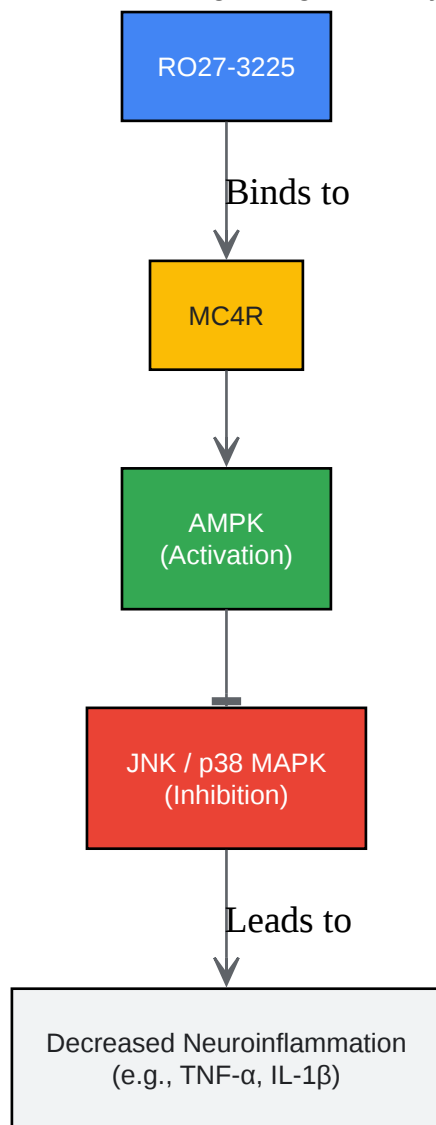 RO27-3225
Binds to
MC4R
AMPK
(Activation)
JNK / p38 MAPK
(Inhibition)
Leads to
Decreased Neuroinflammation
(e.g., TNF-α, IL-1β)